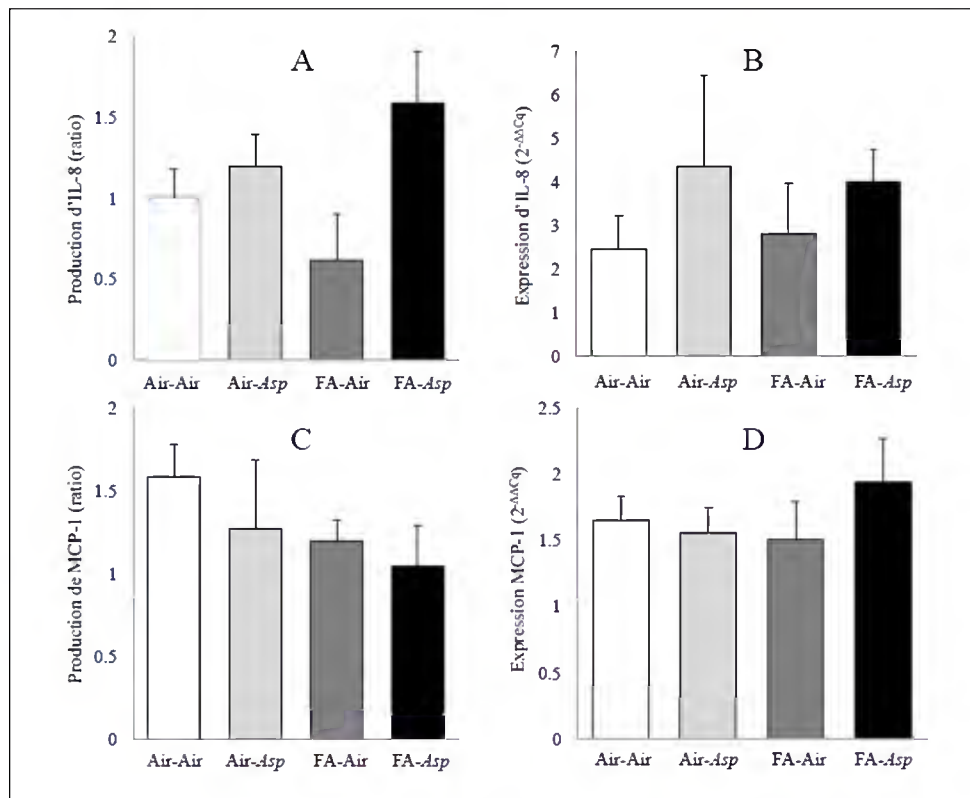 A
Production d'IL-8 (ratio)
2
1.5
1
0.5
0
Air-Air Air-Asp FA-Air FA-Asp
B
Expression d'IL-8 (2^-ΔΔCq)
7
6
5
4
3
2
1
0
Air-Air Air-Asp FA-Air FA-Asp
C
Production de MCP-1 (ratio)
2
1.5
1
0.5
0
Air-Air Air-Asp FA-Air FA-Asp
D
Expression MCP-1 (2^-ΔΔCq)
2.5
2
1.5
1
0.5
0
Air-Air Air-Asp FA-Air FA-Asp